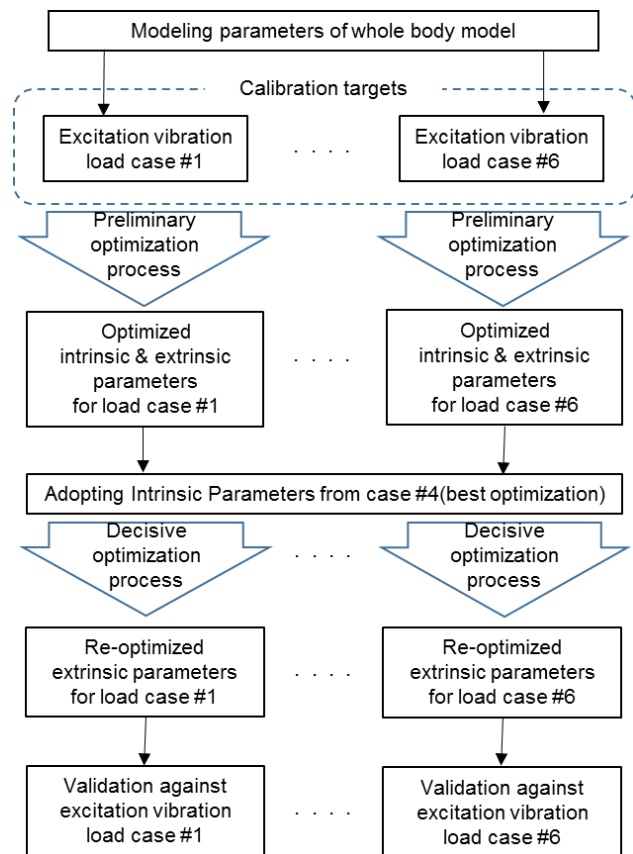 Modeling parameters of whole body model
Calibration targets
Excitation vibration
load case #1
. . . .
Excitation vibration
load case #6
Preliminary
optimization
process
Preliminary
optimization
process
Optimized
intrinsic & extrinsic
parameters
for load case #1
. . . .
Optimized
intrinsic & extrinsic
parameters
for load case #6
Adopting Intrinsic Parameters from case #4(best optimization)
Decisive
optimization
process
. . . .
Decisive
optimization
process
Re-optimized
extrinsic parameters
for load case #1
. . . .
Re-optimized
extrinsic parameters
for load case #6
Validation against
excitation vibration
load case #1
. . . .
Validation against
excitation vibration
load case #6